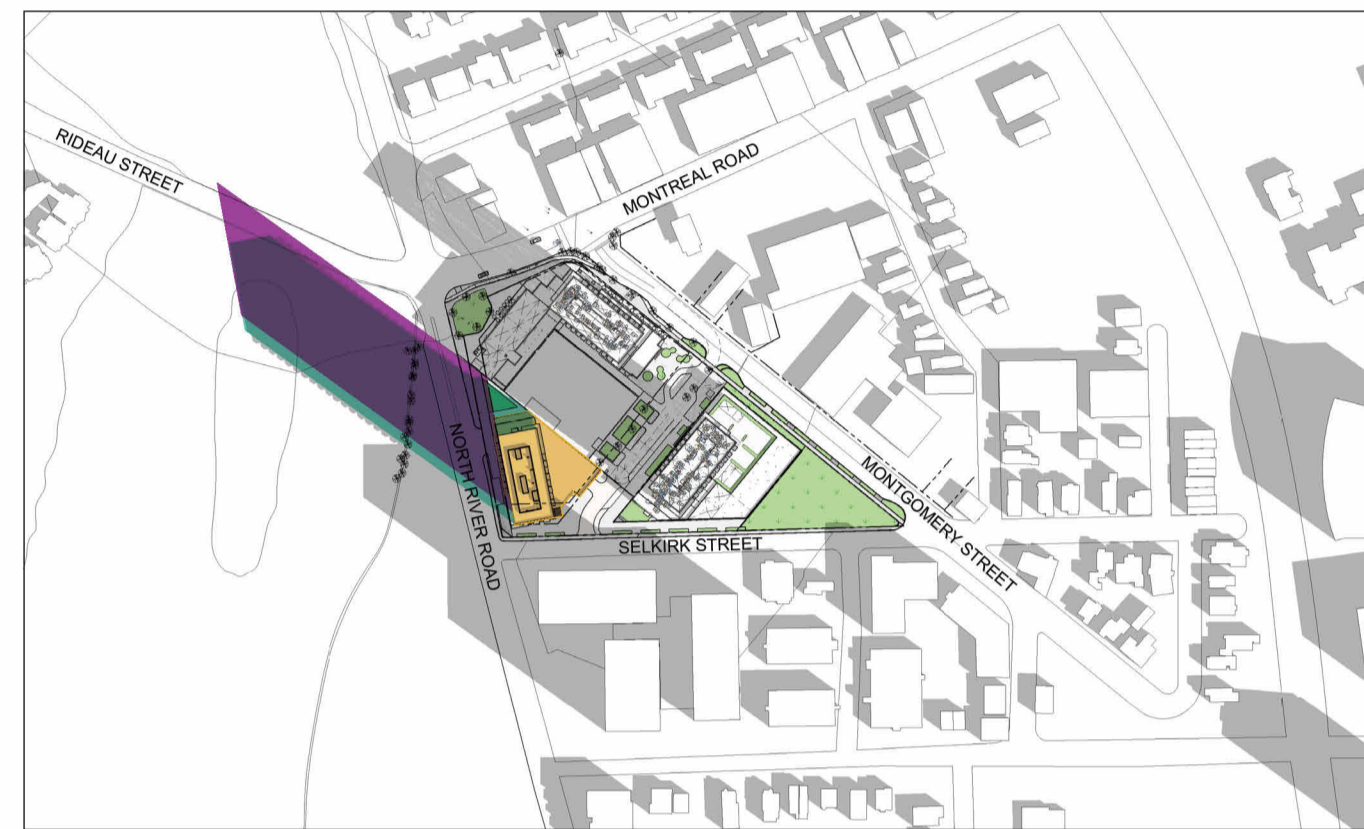 RIDEAU STREET
MONTREAL ROAD
NORTH RIVER ROAD
MONTGOMERY STREET
SELKIRK STREET